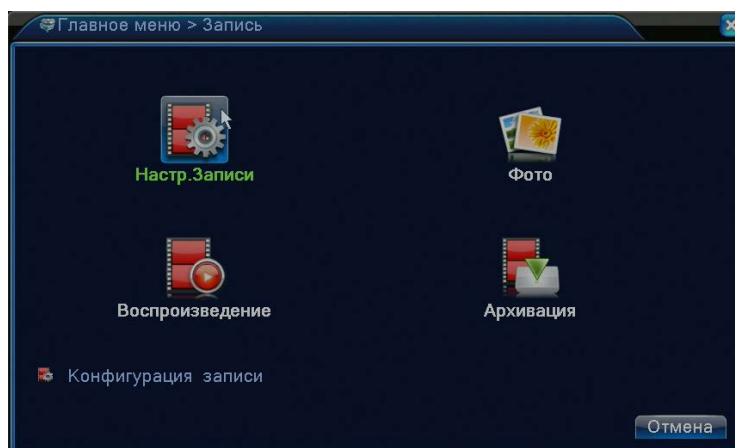 Главное меню > Запись
Настр.Записи
Фото
Воспроизведение
Архивация
Конфигурация записи
Отмена